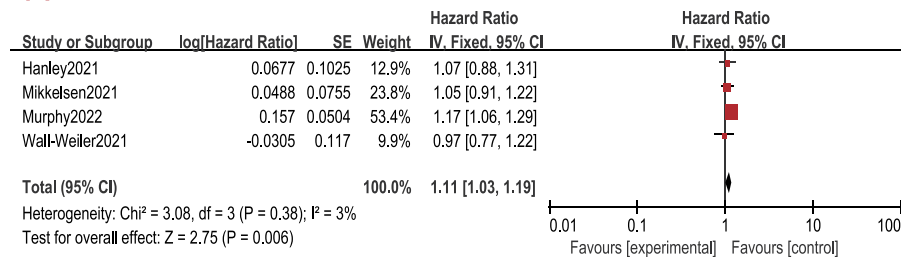 Hazard Ratio Hazard Ratio
Study or Subgroup log[Hazard Ratio] SE Weight IV, Fixed, 95% CI IV, Fixed, 95% CI
Hanley2021 0.0677 0.1025 12.9% 1.07 [0.88, 1.31]
Mikkelsen2021 0.0488 0.0755 23.8% 1.05 [0.91, 1.22]
Murphy2022 0.157 0.0504 53.4% 1.17 [1.06, 1.29]
Wall-Weiler2021 -0.0305 0.117 9.9% 0.97 [0.77, 1.22]
Total (95% CI) 100.0% 1.11 [1.03, 1.19]
Heterogeneity: Chi² = 3.08, df = 3 (P = 0.38); I² = 3%
Test for overall effect: Z = 2.75 (P = 0.006)
0.01 0.1 1 10 100
Favours [experimental] Favours [control]